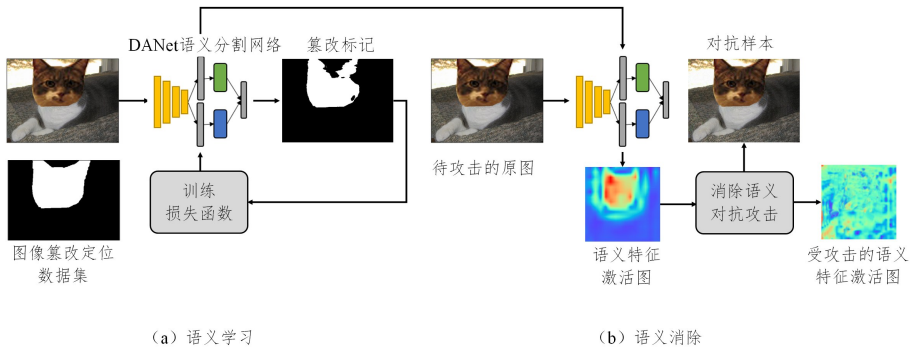 DANet语义分割网络
篡改标记
对抗样本
待攻击的原图
训练
损失函数
消除语义
对抗攻击
图像篡改定位
数据集
语义特征
激活图
受攻击的语义
特征激活图
（a）语义学习
（b）语义消除